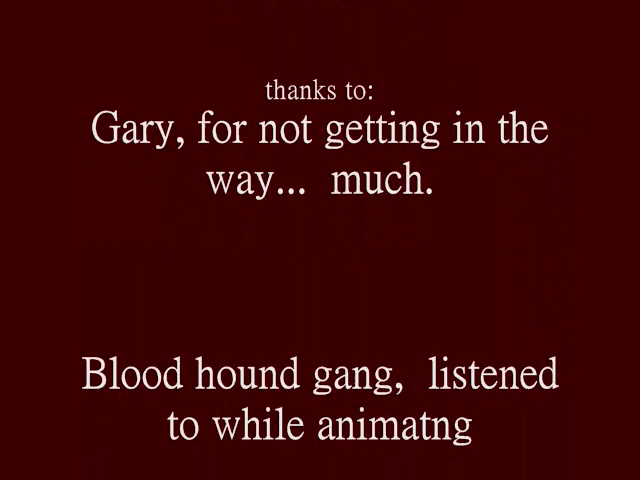 thanks to:
Gary, for not getting in the
way...  much.
Blood hound gang,  listened
to while animatng